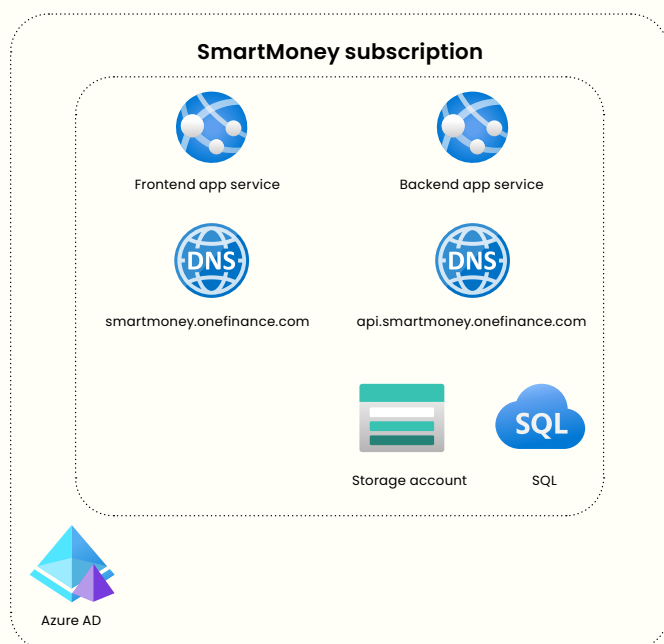 SmartMoney subscription
Frontend app service
Backend app service
DNS
DNS
smartmoney.onefinance.com
api.smartmoney.onefinance.com
SQL
Storage account
SQL
Azure AD